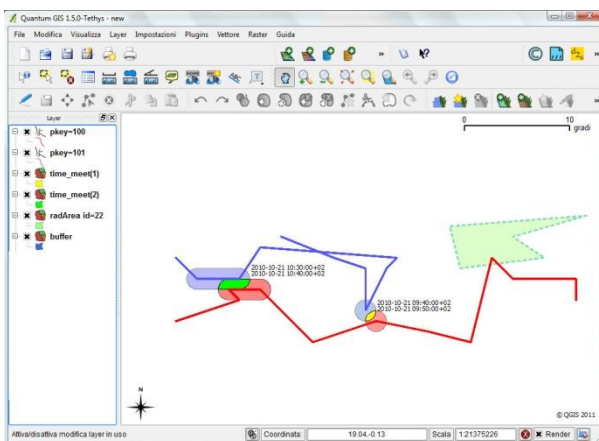 Quantum GIS 1.5.0-Tethys - new
File Modifica Visualizza Layer Impostazioni Plugins Vettore Raster Guida
Layer
pkey=100
pkey=101
time_meet(1)
time_meet(2)
radArea id=22
buffer
0 10
gradi
2010-10-21 10:30:00+02
2010-10-21 10:40:00+02
2010-10-21 09:40:00+02
2010-10-21 09:50:00+02
N
© QGIS 2011
Attiva/disattiva modifica layer in uso
Coordinata: 19.04,-0.13 Scala 1:21375226 Render